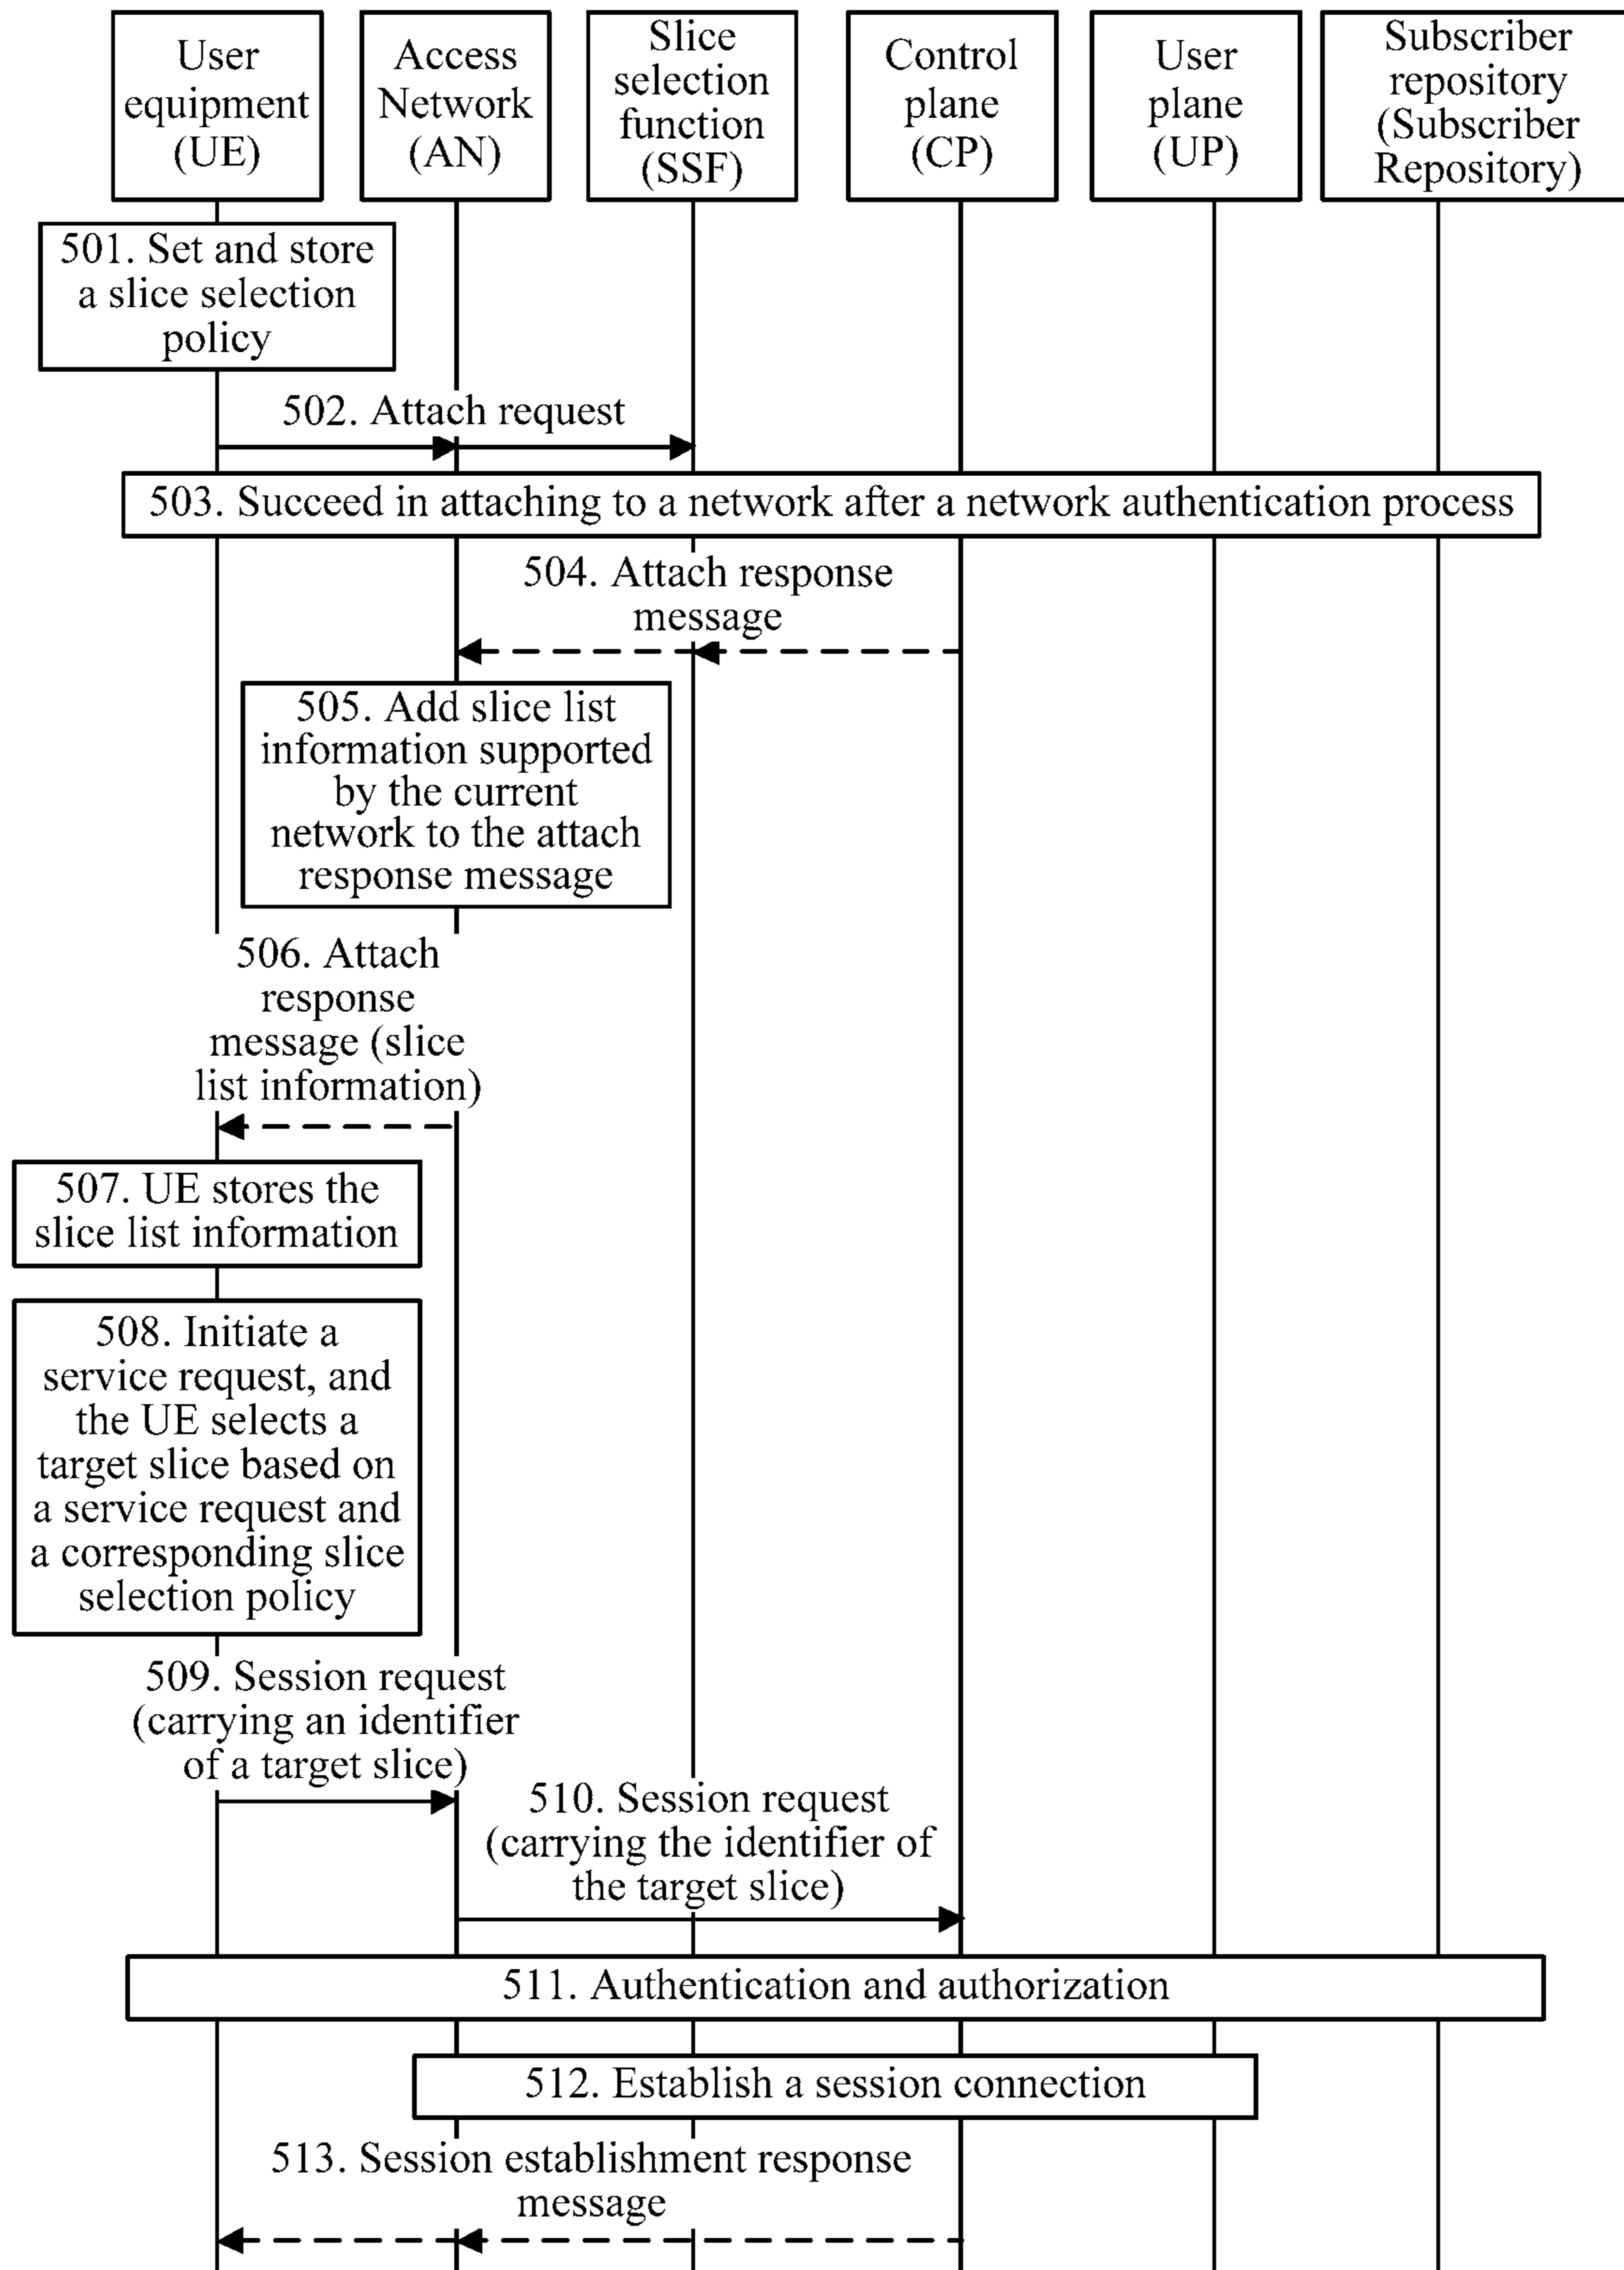 User
equipment
(UE)
Access
Network
(AN)
Slice
selection
function
(SSF)
Control
plane
(CP)
User
plane
(UP)
Subscriber
repository
(Subscriber
Repository)
501. Set and store
a slice selection
policy
502. Attach request
503. Succeed in attaching to a network after a network authentication process
504. Attach response
message
505. Add slice list
information supported
by the current
network to the attach
response message
506. Attach
response
message (slice
list information)
507. UE stores the
slice list information
508. Initiate a
service request, and
the UE selects a
target slice based on
a service request and
a corresponding slice
selection policy
509. Session request
(carrying an identifier
of a target slice)
510. Session request
(carrying the identifier of
the target slice)
511. Authentication and authorization
512. Establish a session connection
513. Session establishment response
message